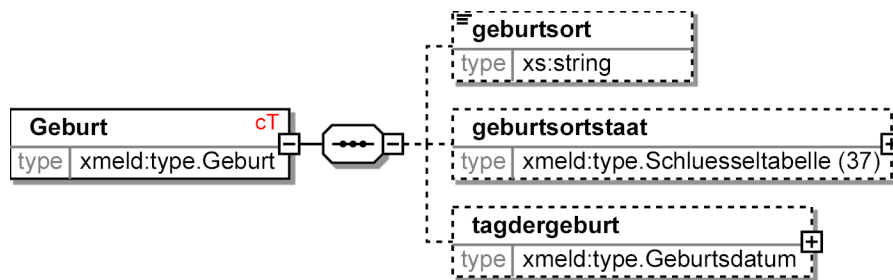 geburtsort
type xs:string
Geburt cT
type xmeld:type.Geburt
geburtsortstaat
type xmeld:type.Schluesseltabelle (37)
tagdergeburt
type xmeld:type.Geburtsdatum